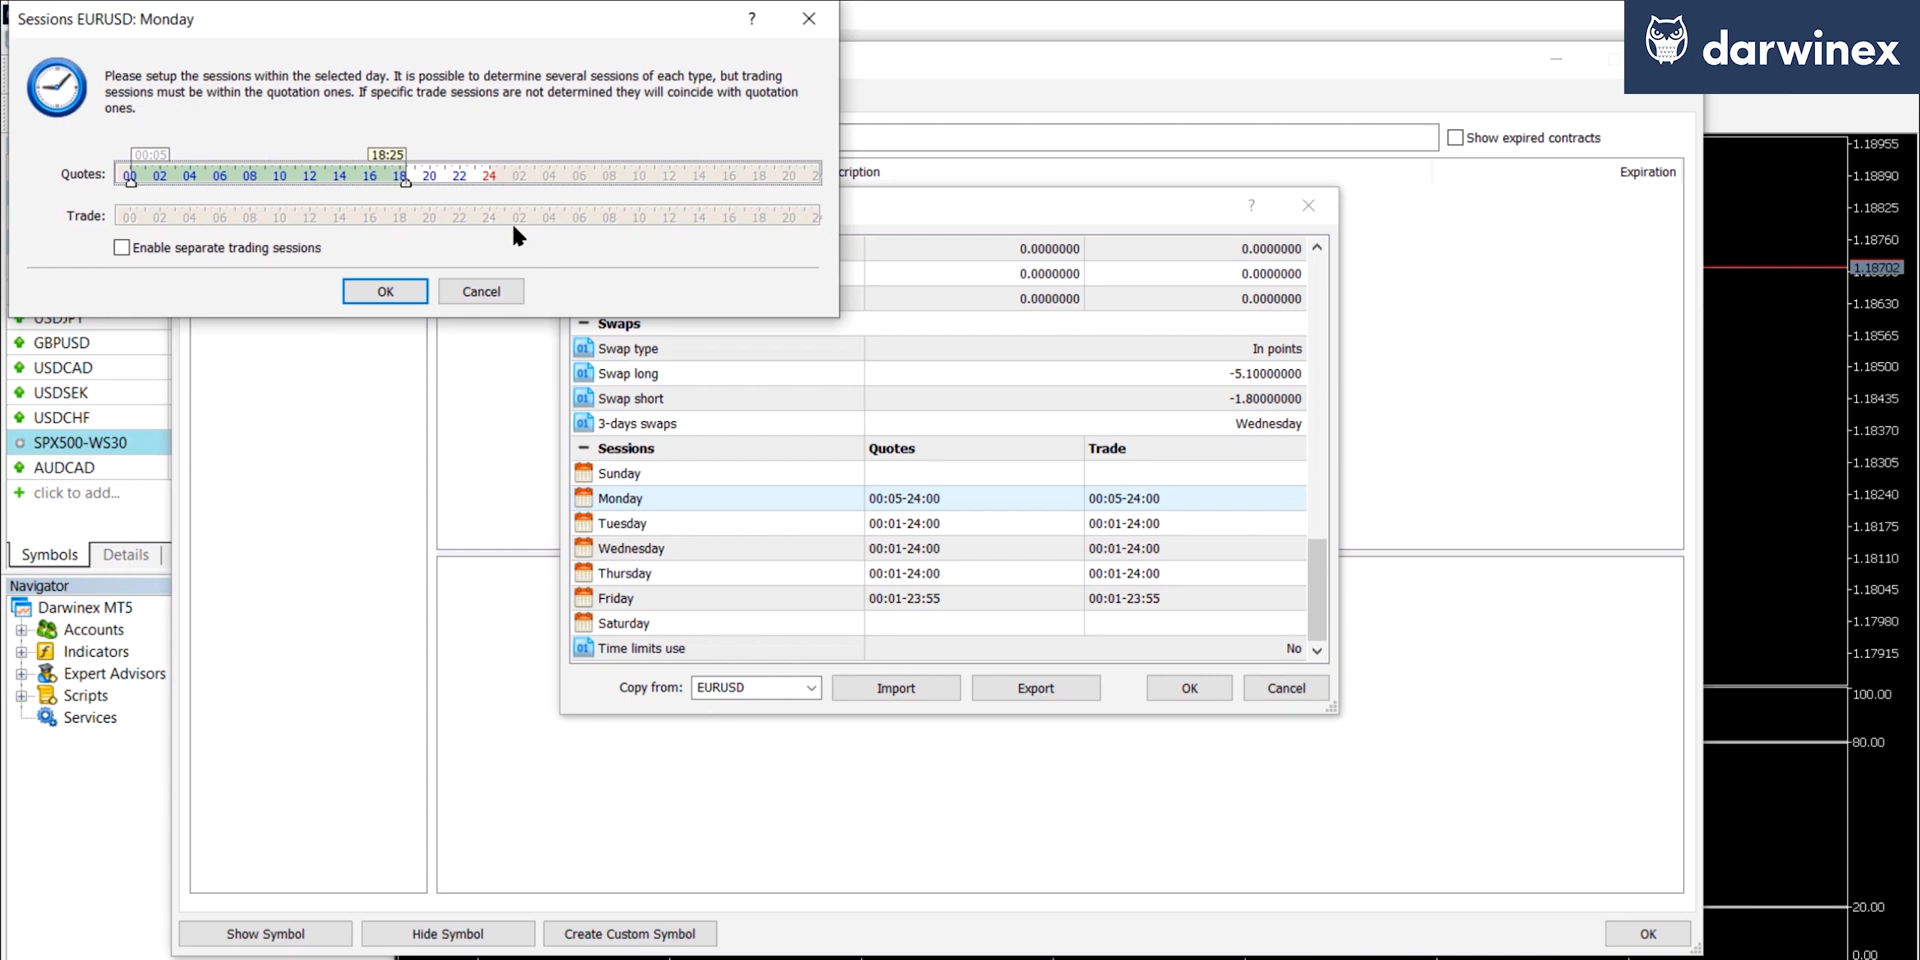 Sessions EURUSD: Monday
?
Please setup the sessions within the selected day. It is possible to determine several sessions of each type, but trading
sessions must be within the quotation ones. If specific trade sessions are not determined they will coincide with quotation
ones.
00:05 18:25
Quotes: 00 02 04 06 08 10 12 14 16 18 20 22 24 02 04 06 08 10 12 14 16 18 20
Trade: 00 02 04 06 08 10 12 14 16 18 20 22 24 02 04 06 08 10 12 14 16 18 20
Enable separate trading sessions
OK Cancel
darwinex
Show expired contracts
cription Expiration
?
0.0000000 0.0000000
0.0000000 0.0000000
0.0000000 0.0000000
Swaps
Swap type In points
Swap long -5.10000000
Swap short -1.80000000
3-days swaps Wednesday
Sessions Quotes Trade
Sunday
Monday 00:05-24:00 00:05-24:00
Tuesday 00:01-24:00 00:01-24:00
Wednesday 00:01-24:00 00:01-24:00
Thursday 00:01-24:00 00:01-24:00
Friday 00:01-23:55 00:01-23:55
Saturday
Time limits use No
Copy from: EURUSD Import Export OK Cancel
USDJPY
GBPUSD
USDCAD
USDSEK
USDCHF
SPX500-WS30
AUDCAD
click to add...
Symbols Details
Navigator
Darwinex MT5
Accounts
Indicators
Expert Advisors
Scripts
Services
Show Symbol Hide Symbol Create Custom Symbol OK
1.18955
1.18890
1.18825
1.18760
1.18702
1.18630
1.18565
1.18500
1.18435
1.18370
1.18305
1.18240
1.18175
1.18110
1.18045
1.17980
1.17915
100.00
80.00
20.00
0.00